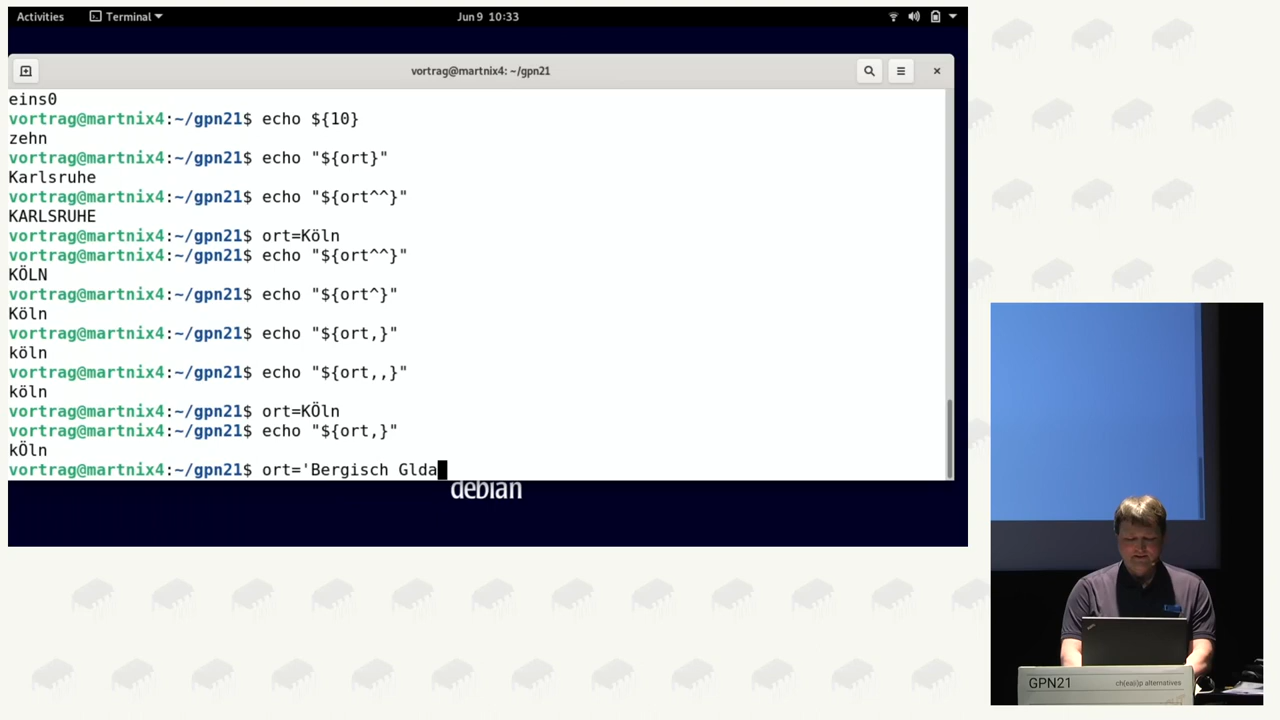 Activities Terminal Jun 9 10:33
vortrag@martnix4: ~/gpn21
eins0
vortrag@martnix4:~/gpn21$ echo ${10}
zehn
vortrag@martnix4:~/gpn21$ echo "${ort}"
Karlsruhe
vortrag@martnix4:~/gpn21$ echo "${ort^^}"
KARLSRUHE
vortrag@martnix4:~/gpn21$ ort=Köln
vortrag@martnix4:~/gpn21$ echo "${ort^^}"
KÖLN
vortrag@martnix4:~/gpn21$ echo "${ort^}"
Köln
vortrag@martnix4:~/gpn21$ echo "${ort,}"
köln
vortrag@martnix4:~/gpn21$ echo "${ort,,}"
köln
vortrag@martnix4:~/gpn21$ ort=KÖln
vortrag@martnix4:~/gpn21$ echo "${ort,}"
kÖln
vortrag@martnix4:~/gpn21$ ort='Bergisch Glda
debian
GPN21 ch(ea)ip alternatives